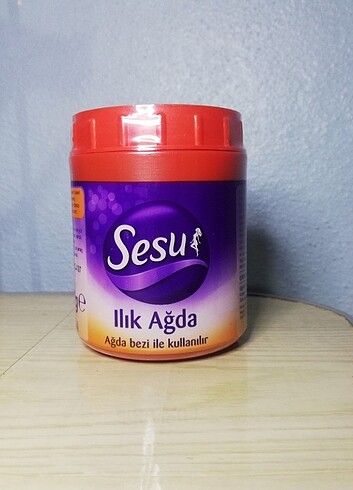 Sesu
Ilık Ağda
Ağda bezi ile kullanılır